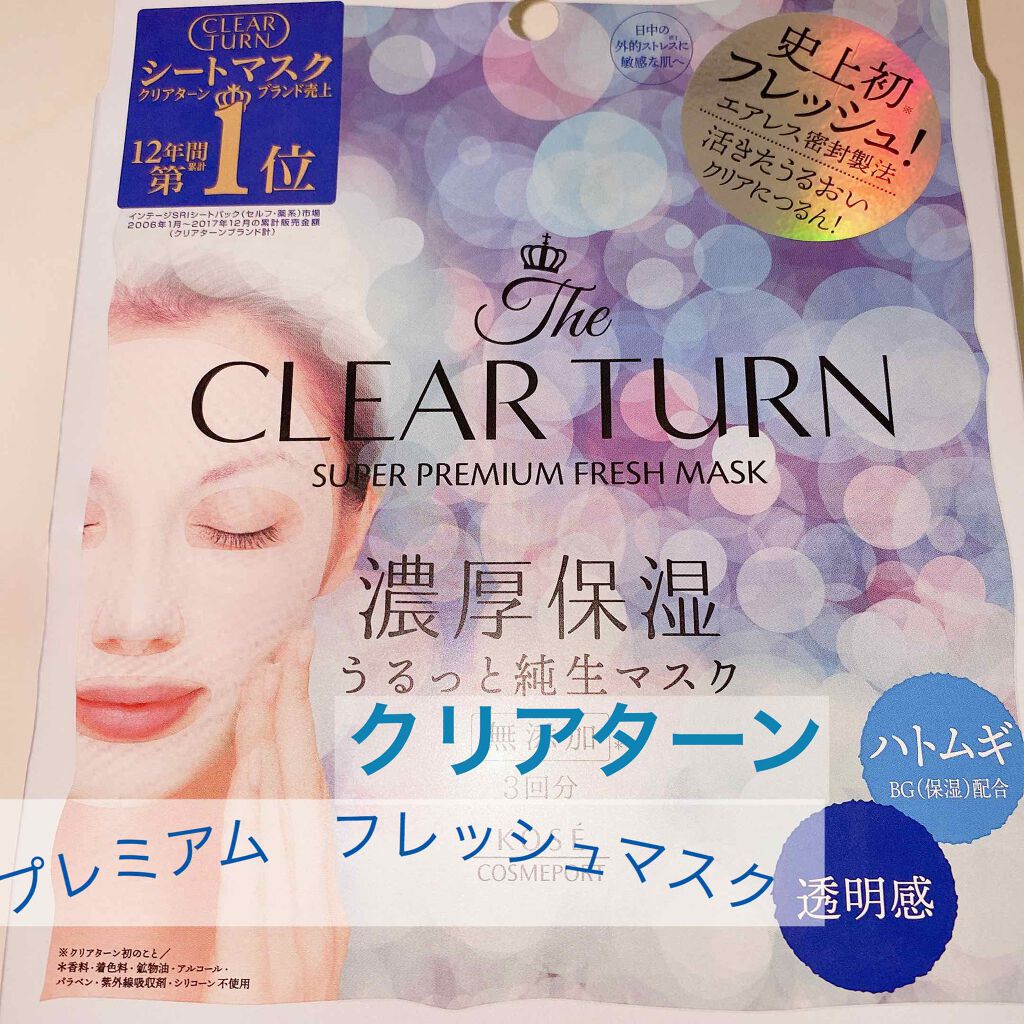 CLEAR
TURN
シートマスク
クリアターン ブランド売上
12年間
累計
第1位
インテージSRIシートパック(セルフ・薬系)市場
2006年1月~2017年12月の累計販売金額
(クリアターンブランド計)
日中の
外的ストレスに
敏感な肌へ
史上初※
フレッシュ!
エアレス密封製法
活きたうるおい
クリアにつるん!
The
CLEAR TURN
SUPER PREMIUM FRESH MASK
濃厚保湿
うるっと純生マスク
クリアターン
無添加*
3回分
プレミアム フレッシュマスク
KOSÉ
COSMEPORT
ハトムギ
BG(保湿)配合
透明感
※クリアターン初のこと/
*香料・着色料・鉱物油・アルコール・
パラベン・紫外線吸収剤・シリコーン不使用